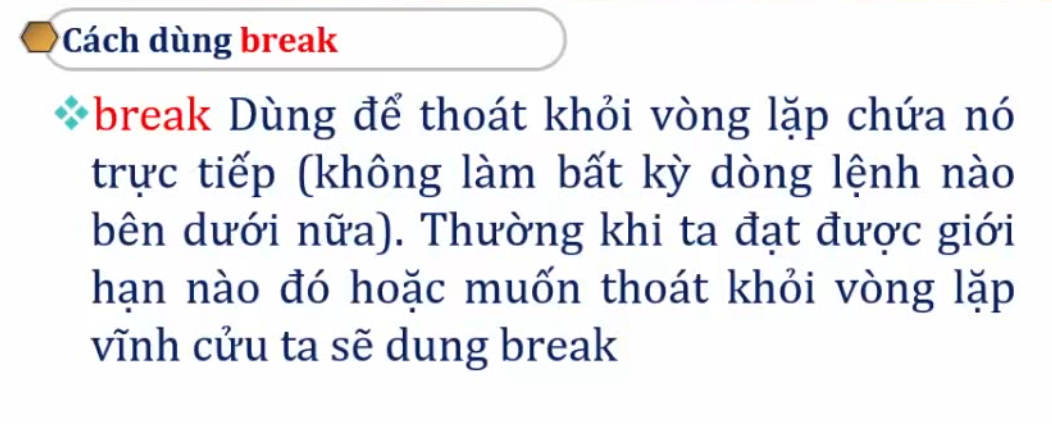 Cách dùng break
break Dùng để thoát khỏi vòng lặp chứa nó
trực tiếp (không làm bất kỳ dòng lệnh nào
bên dưới nữa). Thường khi ta đạt được giới
hạn nào đó hoặc muốn thoát khỏi vòng lặp
vĩnh cửu ta sẽ dung break